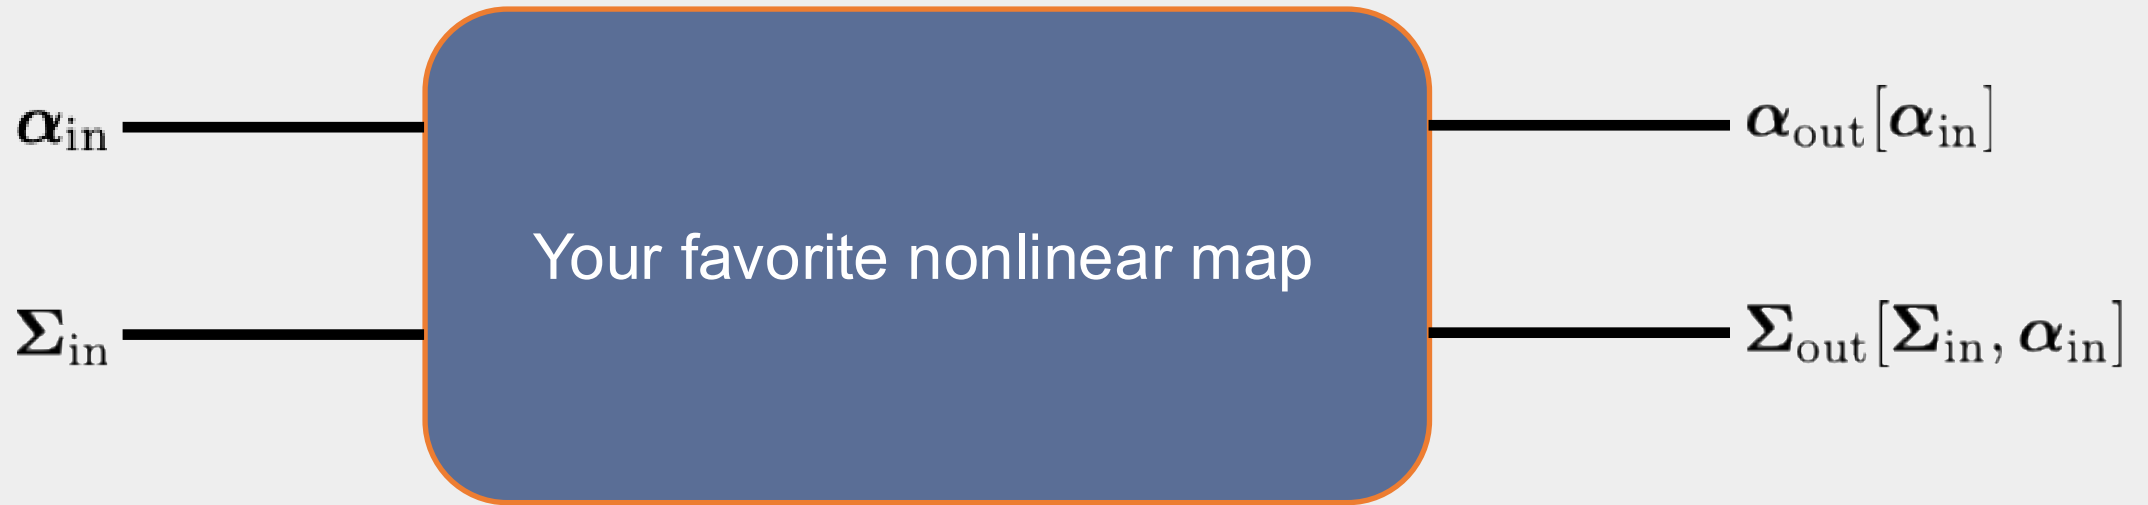 α_in
α_out[α_in]
Your favorite nonlinear map
Σ_in
Σ_out[Σ_in, α_in]